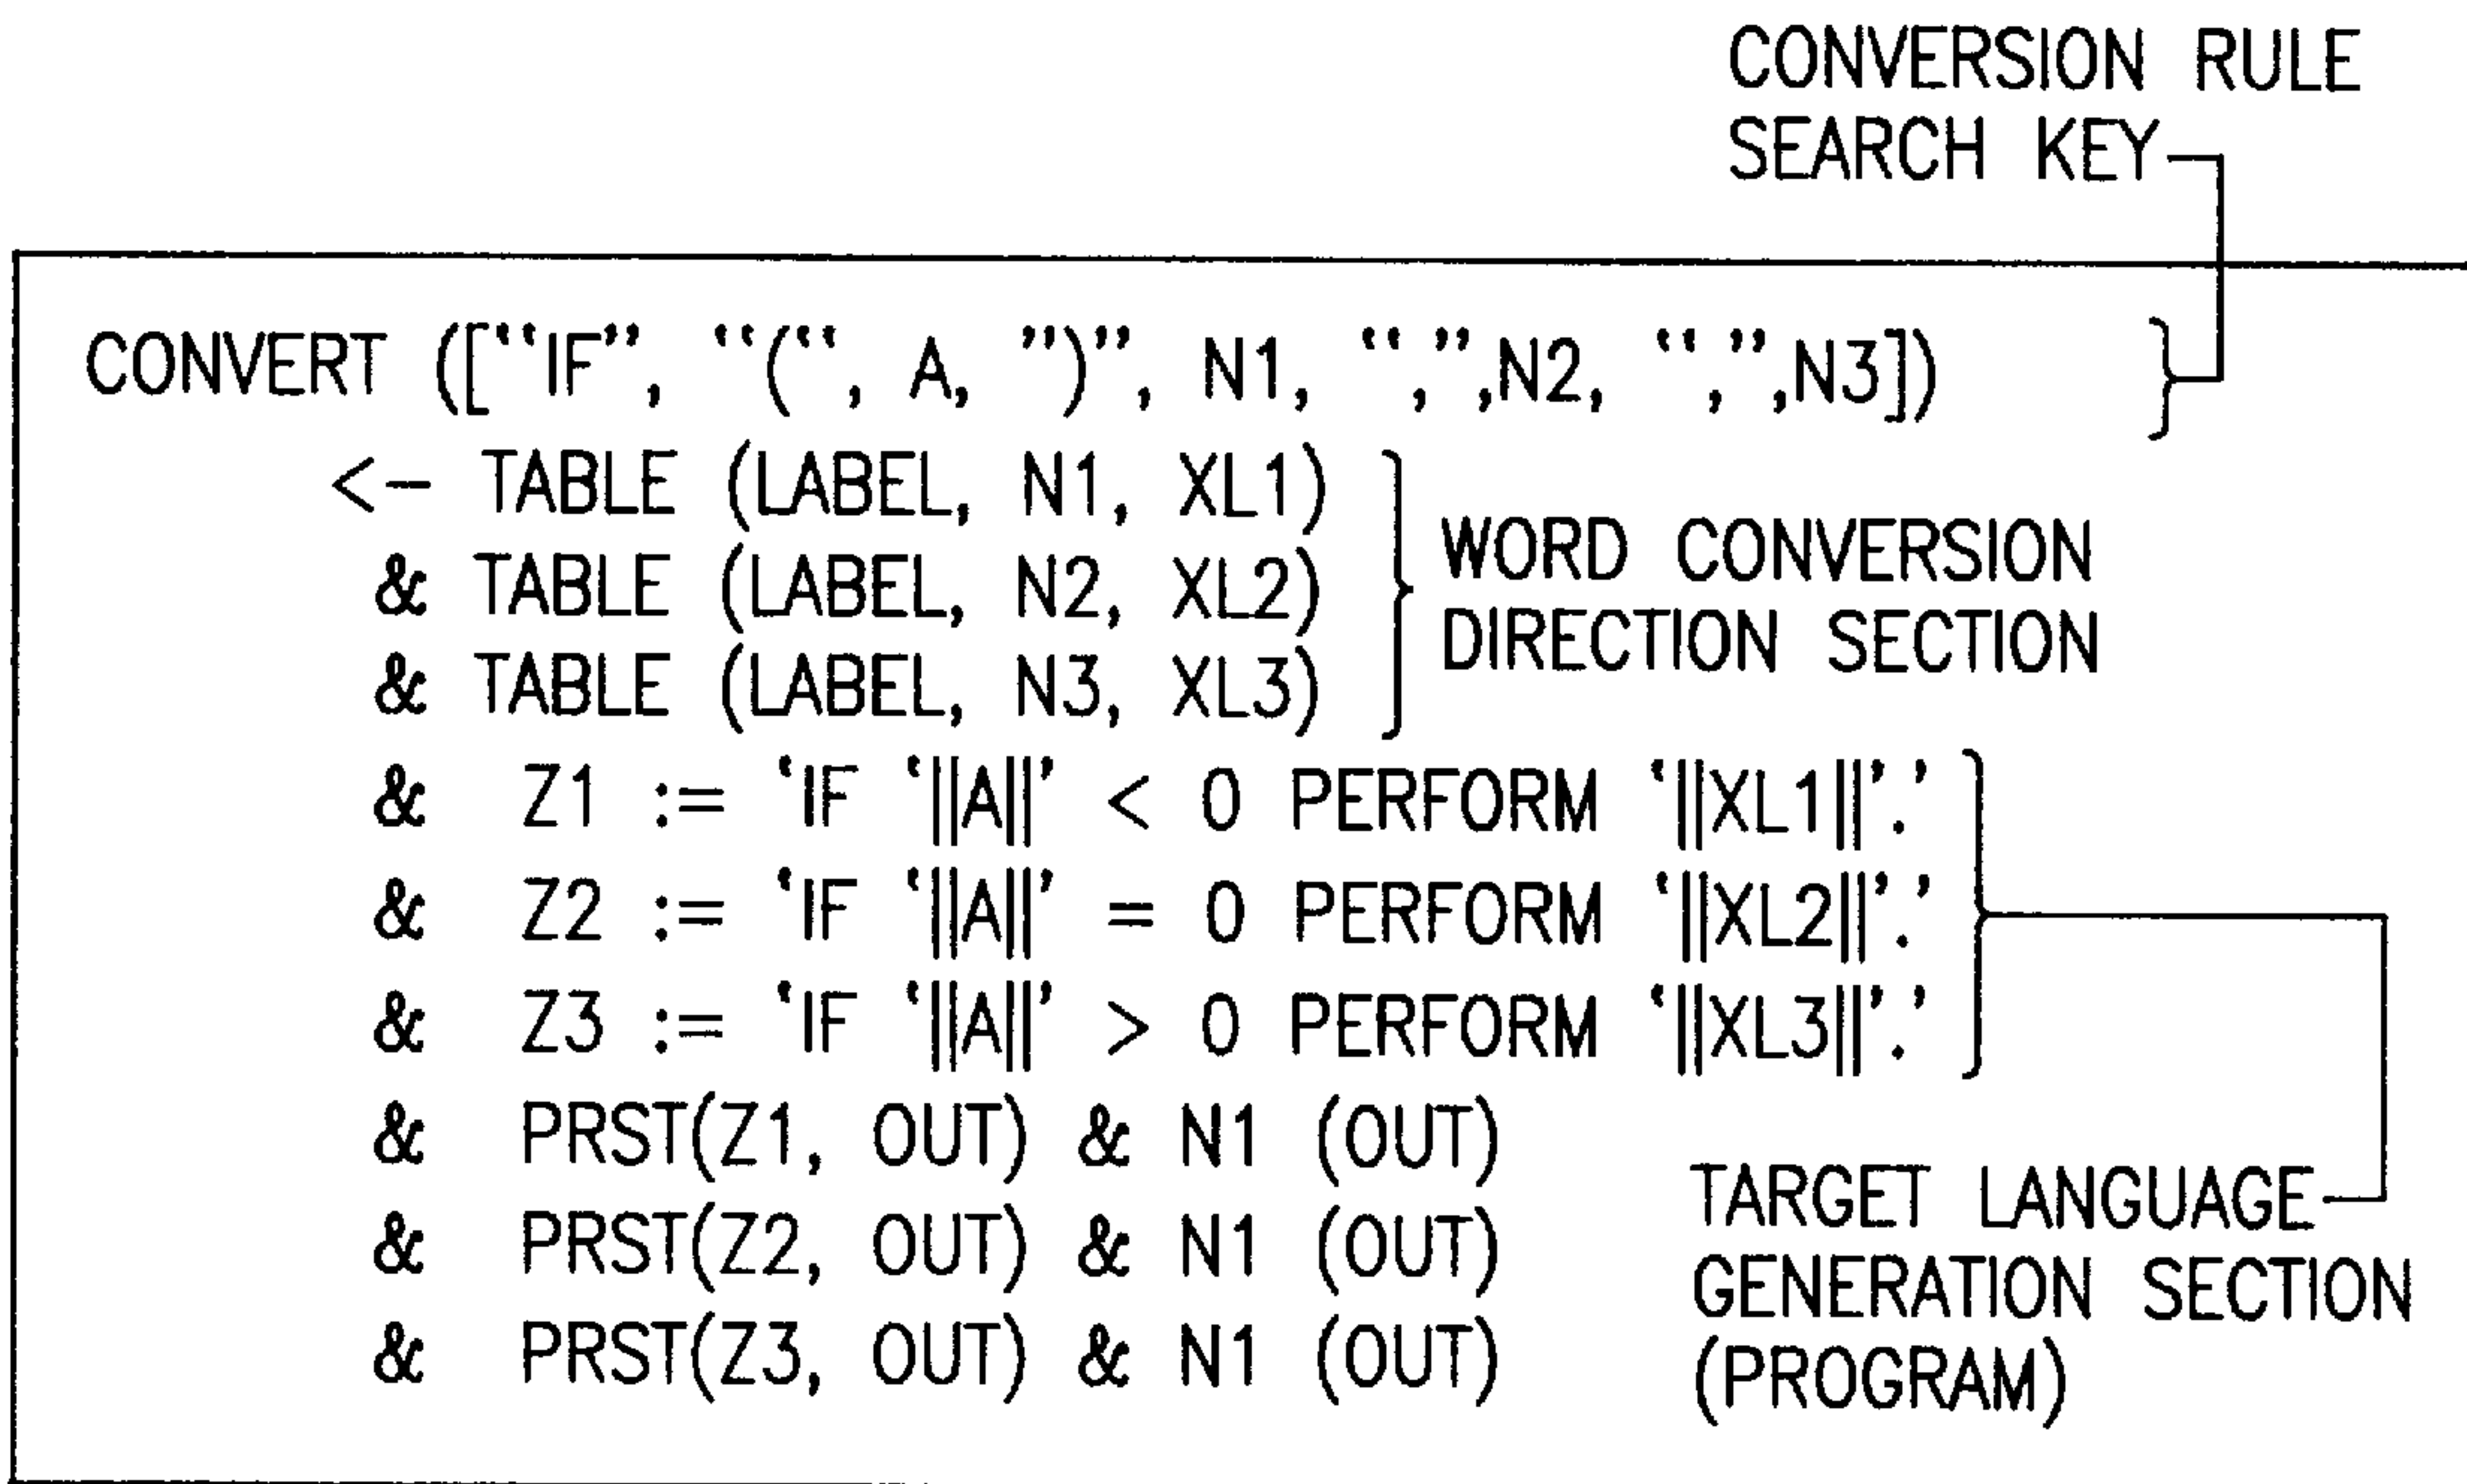 CONVERSION RULE
SEARCH KEY
CONVERT ([“IF”, “(“, A, ”)”, N1, “,”,N2, “,”,N3])
<- TABLE (LABEL, N1, XL1)
& TABLE (LABEL, N2, XL2)
& TABLE (LABEL, N3, XL3)
WORD CONVERSION
DIRECTION SECTION
& Z1 := ‘IF ‘||A||’ < 0 PERFORM ‘||XL1||’.’
& Z2 := ‘IF ‘||A||’ = 0 PERFORM ‘||XL2||’.’
& Z3 := ‘IF ‘||A||’ > 0 PERFORM ‘||XL3||’.’
& PRST(Z1, OUT) & N1 (OUT)
& PRST(Z2, OUT) & N1 (OUT)
& PRST(Z3, OUT) & N1 (OUT)
TARGET LANGUAGE
GENERATION SECTION
(PROGRAM)